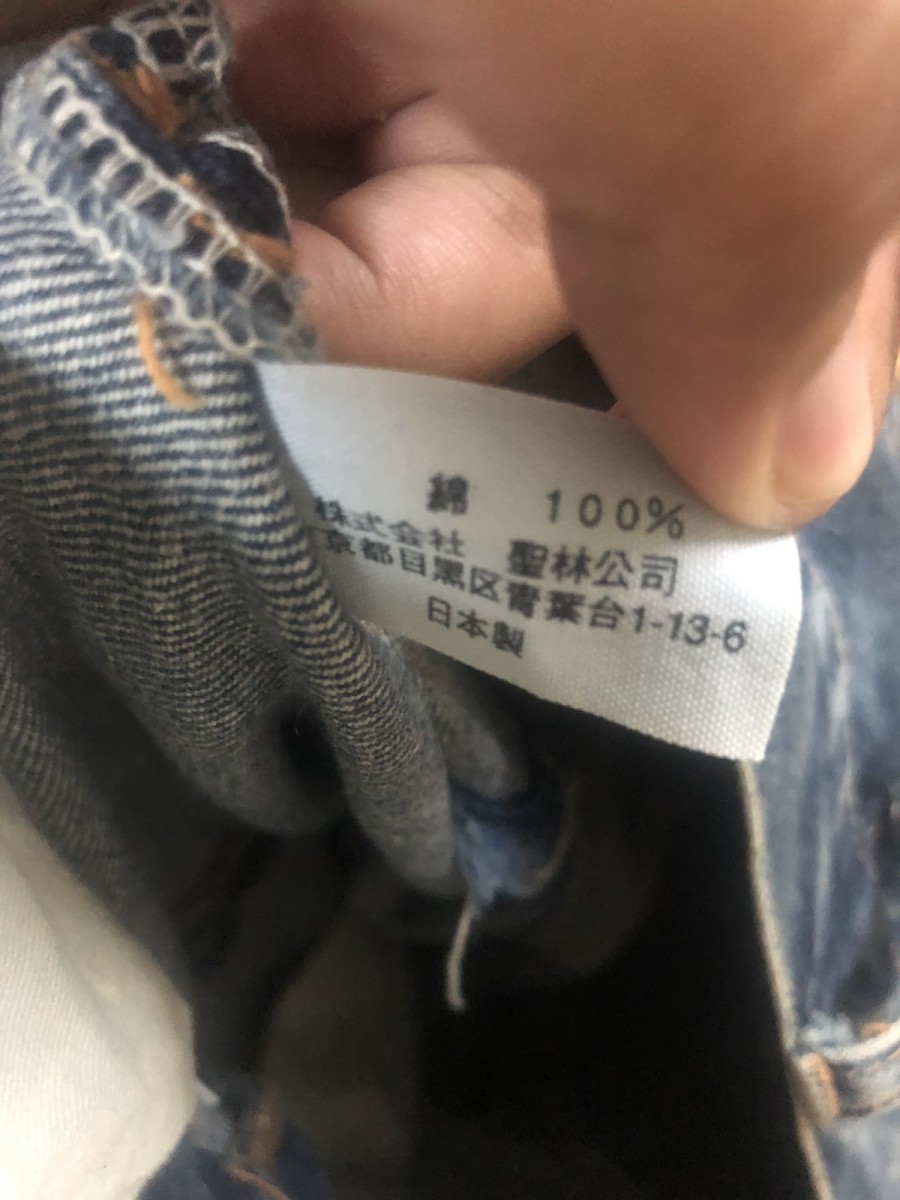 綿 100%
株式会社 聖林公司
京都目黒区青葉台1-13-6
日本製